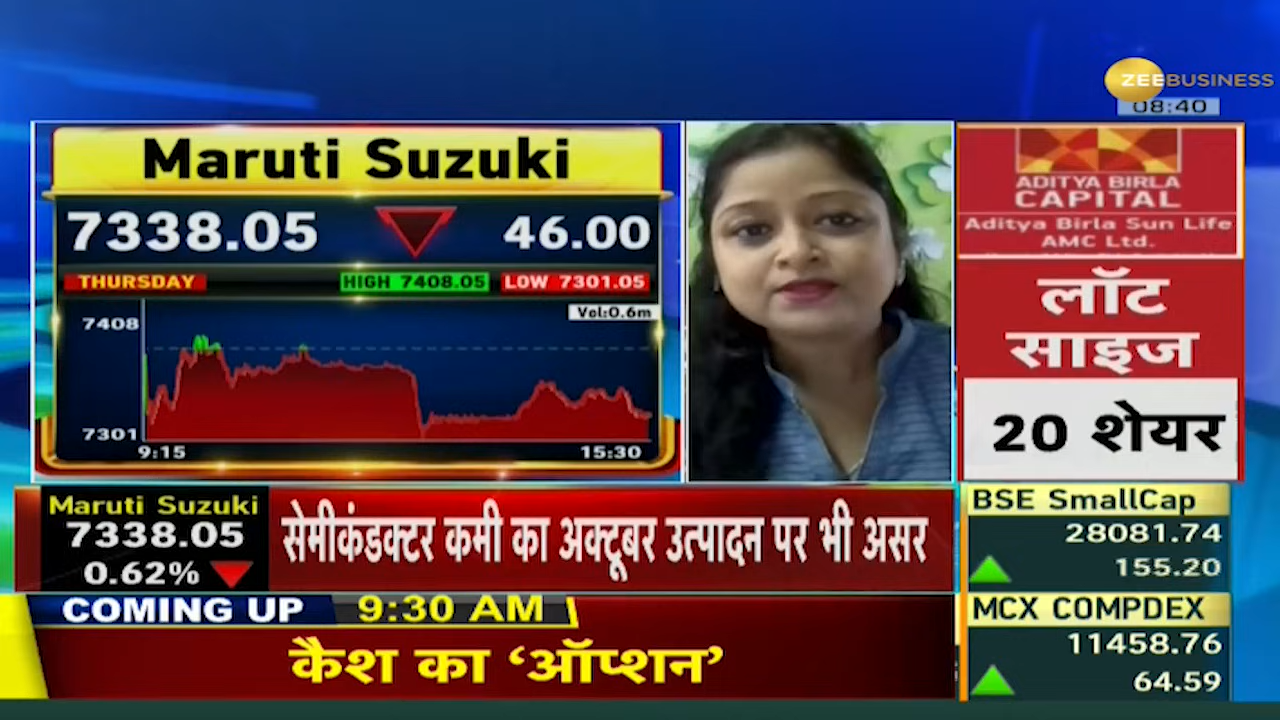 ZEEBUSINESS
08:40
Maruti Suzuki
7338.05 46.00
THURSDAY HIGH 7408.05 LOW 7301.05
Vol:0.6m
7408
7301
9:15 15:30
ADITYA BIRLA
CAPITAL
Aditya Birla Sun Life
AMC Ltd.
लॉट
साइज
20 शेयर
Maruti Suzuki
7338.05
0.62%
सेमीकंडक्टर कमी का अक्टूबर उत्पादन पर भी असर
BSE SmallCap
28081.74
155.20
COMING UP 9:30 AM
कैश का ‘ऑप्शन’
MCX COMPDEX
11458.76
64.59